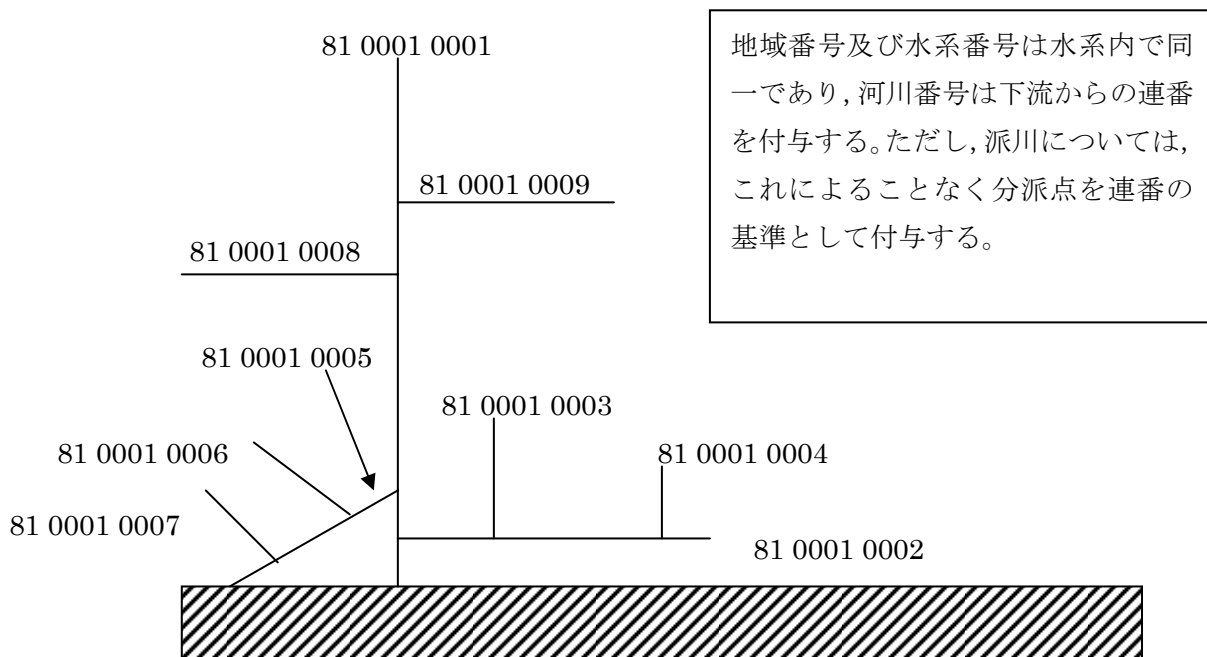 81 0001 0001
地域番号及び水系番号は水系内で同
一であり,河川番号は下流からの連番
を付与する。ただし,派川については,
これによることなく分派点を連番の
基準として付与する。
81 0001 0009
81 0001 0008
81 0001 0005
81 0001 0003
81 0001 0006
81 0001 0004
81 0001 0007
81 0001 0002